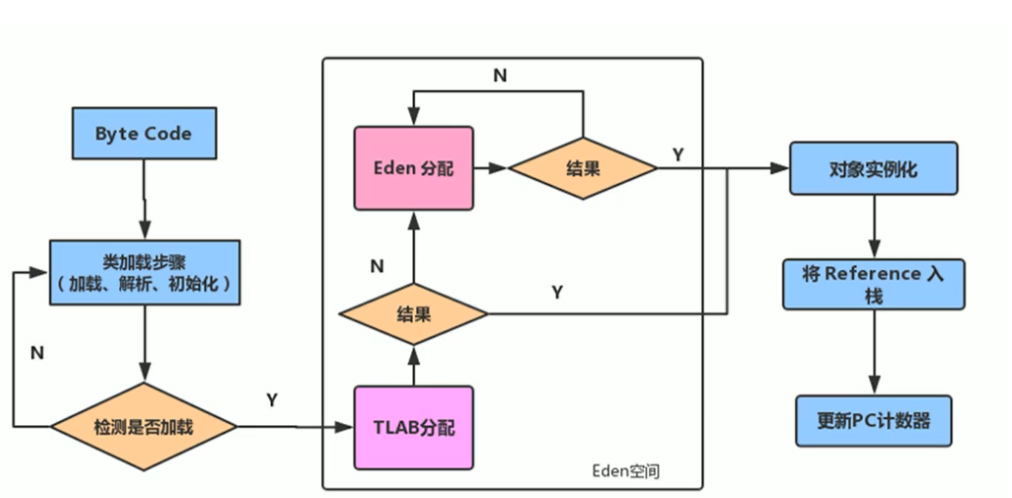 Byte Code
类加载步骤
（加载、解析、初始化）
N
检测是否加载
Y
N
Eden 分配
结果
Y
N
结果
Y
TLAB分配
Eden空间
对象实例化
将 Reference 入
栈
更新PC计数器